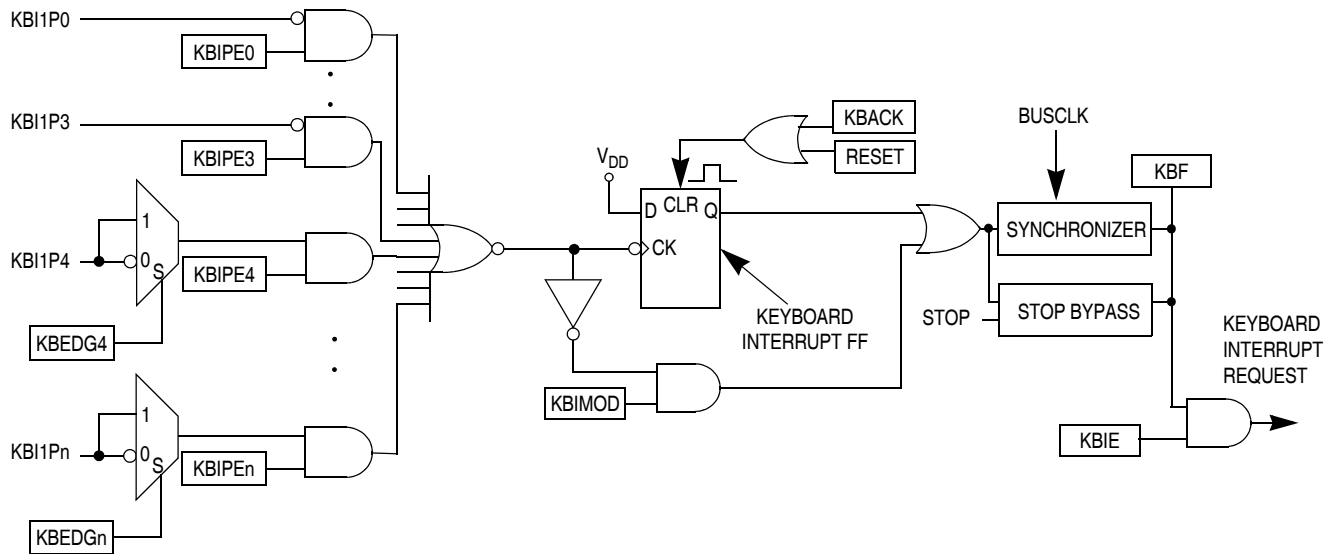 KBI1P0
KBIPE0
KBI1P3
KBIPE3
1
KBI1P4
0
S
KBIPE4
KBEDG4
1
KBI1Pn
0
S
KBIPEn
KBEDGn
VDD
D CLR Q
CK
KBACK
RESET
KEYBOARD
INTERRUPT FF
KBIMOD
BUSCLK
KBF
SYNCHRONIZER
STOP
STOP BYPASS
KEYBOARD
INTERRUPT
REQUEST
KBIE